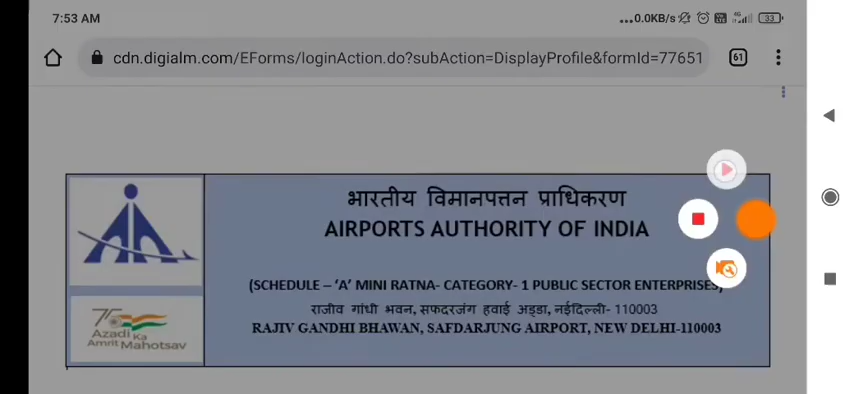 7:53 AM
...0.0KB/s 4G 33
cdn.digialm.com/EForms/loginAction.do?subAction=DisplayProfile&formId=77651
61
भारतीय विमानपत्तन प्राधिकरण
AIRPORTS AUTHORITY OF INDIA
(SCHEDULE – ‘A’ MINI RATNA- CATEGORY- 1 PUBLIC SECTOR ENTERPRISES)
राजीव गांधी भवन, सफदरजंग हवाई अड्डा, नईदिल्ली- 110003
RAJIV GANDHI BHAWAN, SAFDARJUNG AIRPORT, NEW DELHI-110003
75
Azadi Ka
Amrit Mahotsav